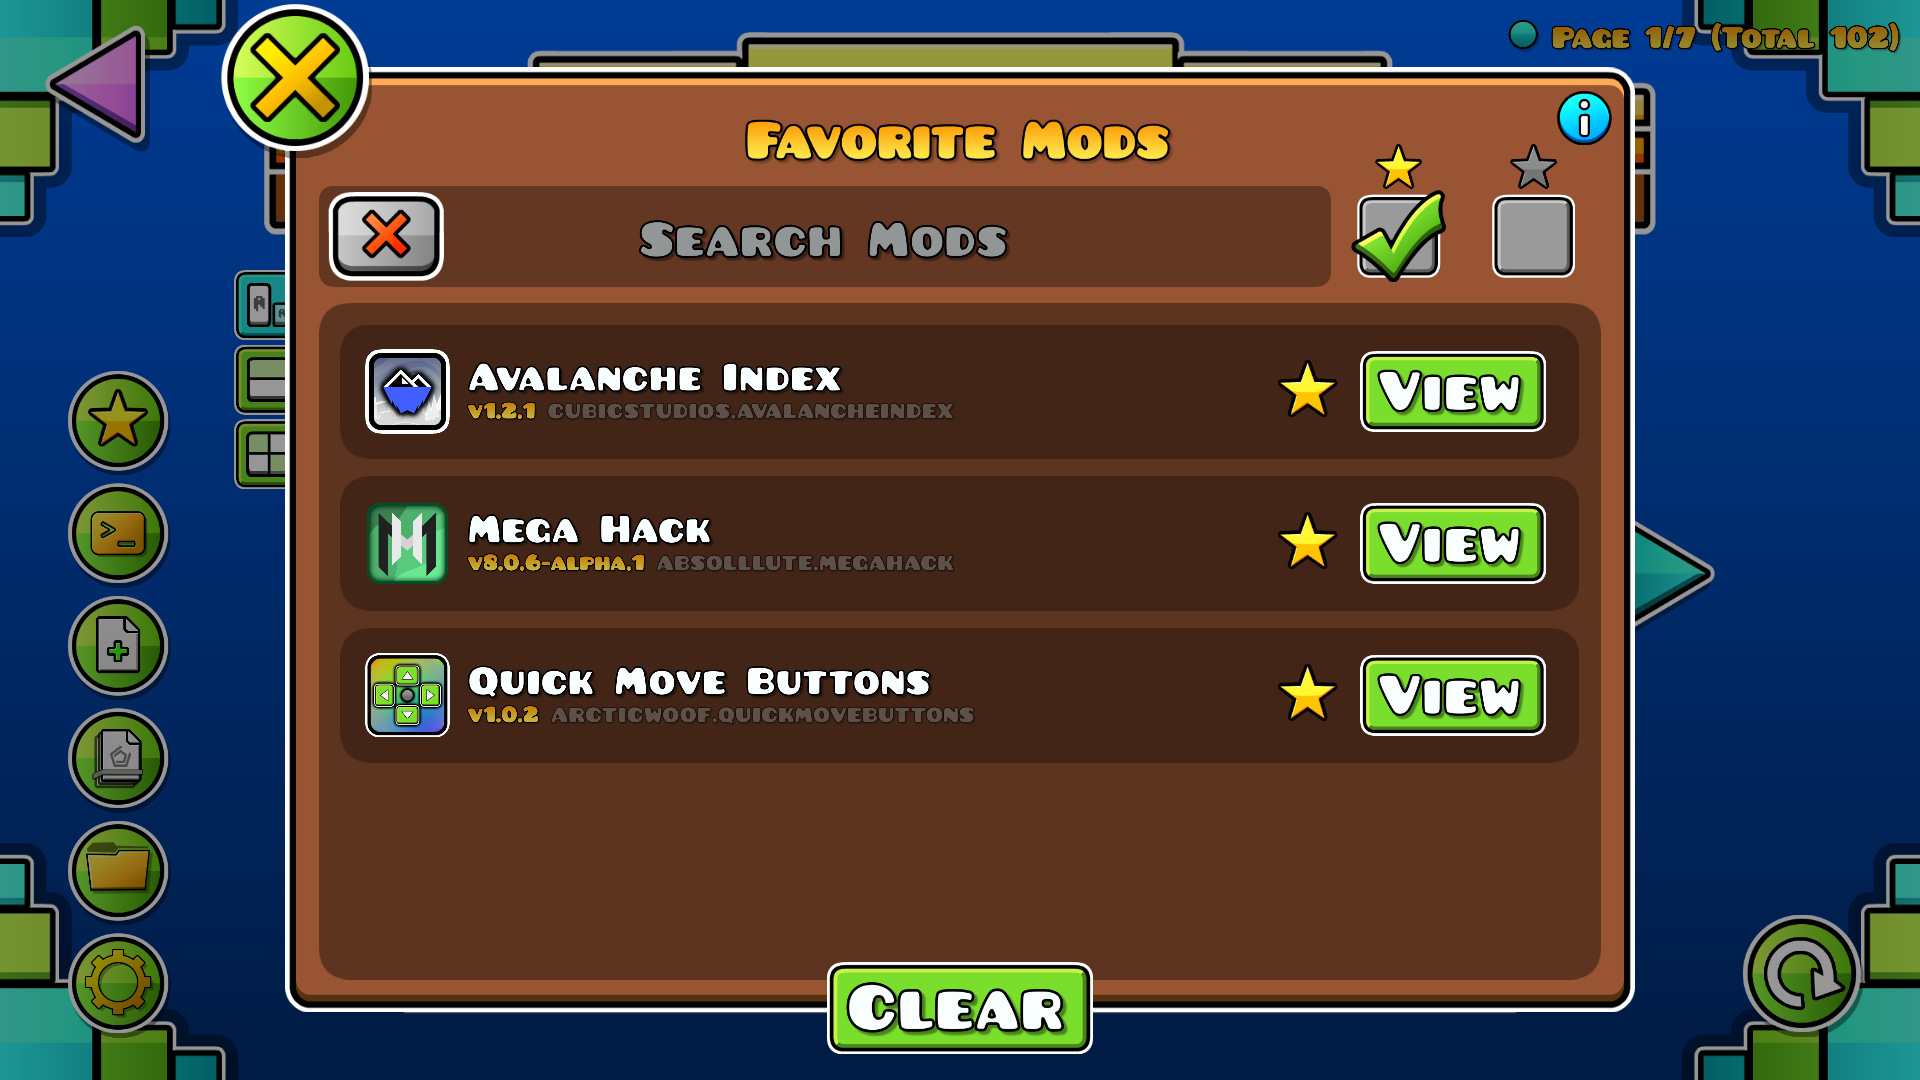 Page 1/7 (Total 102)
Favorite Mods
Search Mods
Avalanche Index
v1.2.1 cubicstudios.avalancheindex
View
Mega Hack
v8.0.6-alpha.1 absolllute.megahack
View
Quick Move Buttons
v1.0.2 arcticwoof.quickmovebuttons
View
Clear